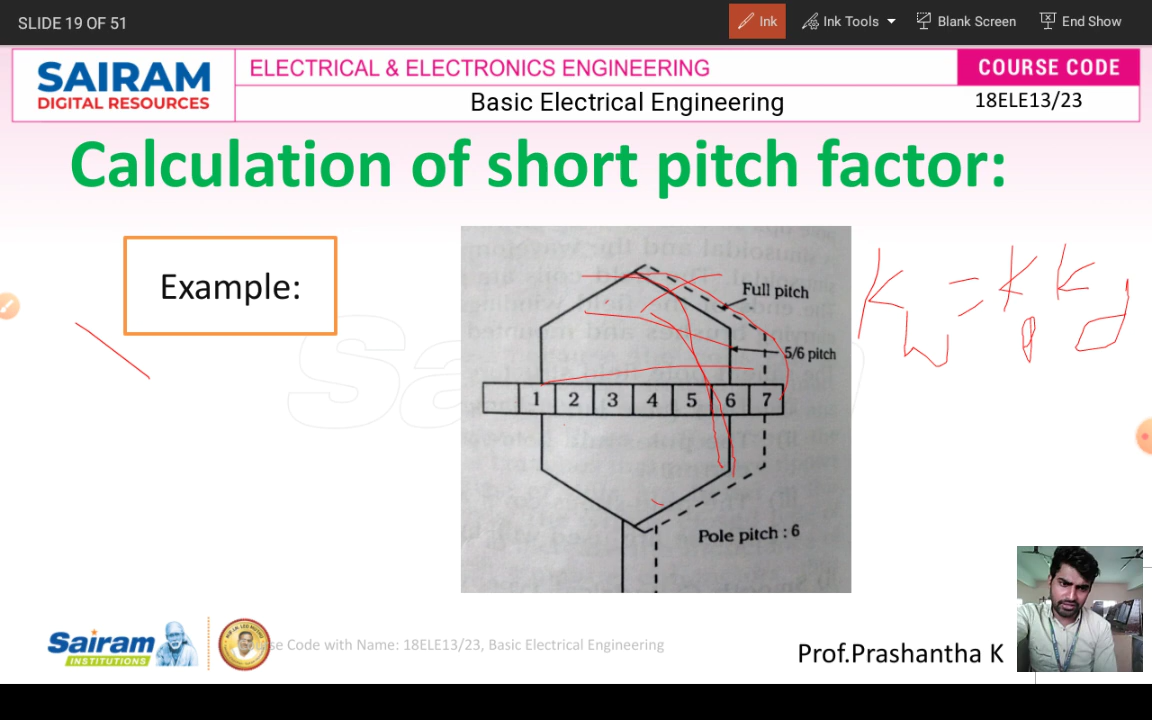 SLIDE 19 OF 51
Ink
Ink Tools
Blank Screen
End Show
SAIRAM
DIGITAL RESOURCES
ELECTRICAL & ELECTRONICS ENGINEERING
COURSE CODE
Basic Electrical Engineering
18ELE13/23
Calculation of short pitch factor:
Example:
Full pitch
5/6 pitch
1 2 3 4 5 6 7
Pole pitch : 6
Kw = Kp Kd
Sairam
INSTITUTIONS
se Code with Name: 18ELE13/23, Basic Electrical Engineering
Prof.Prashantha K